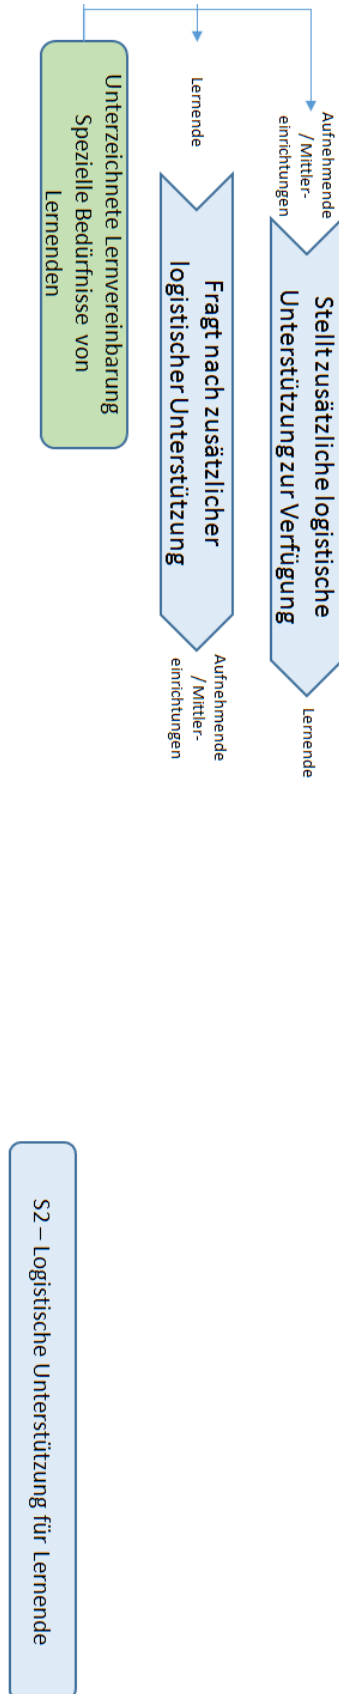 Aufnehmende
/ Mittler-
einrichtungen
Stellt zusätzliche logistische
Unterstützung zur Verfügung
Lernende
Lernende
Fragt nach zusätzlicher
logistischer Unterstützung
Aufnehmende
/ Mittler-
einrichtungen
Unterzeichnete Lernvereinbarung
Spezielle Bedürfnisse von
Lernenden
S2 – Logistische Unterstützung für Lernende